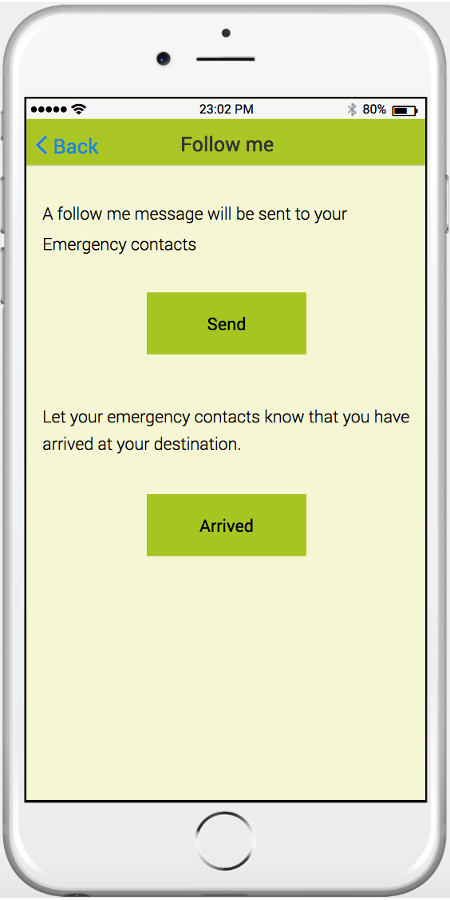 23:02 PM 80%
Back Follow me
A follow me message will be sent to your
Emergency contacts
Send
Let your emergency contacts know that you have
arrived at your destination.
Arrived